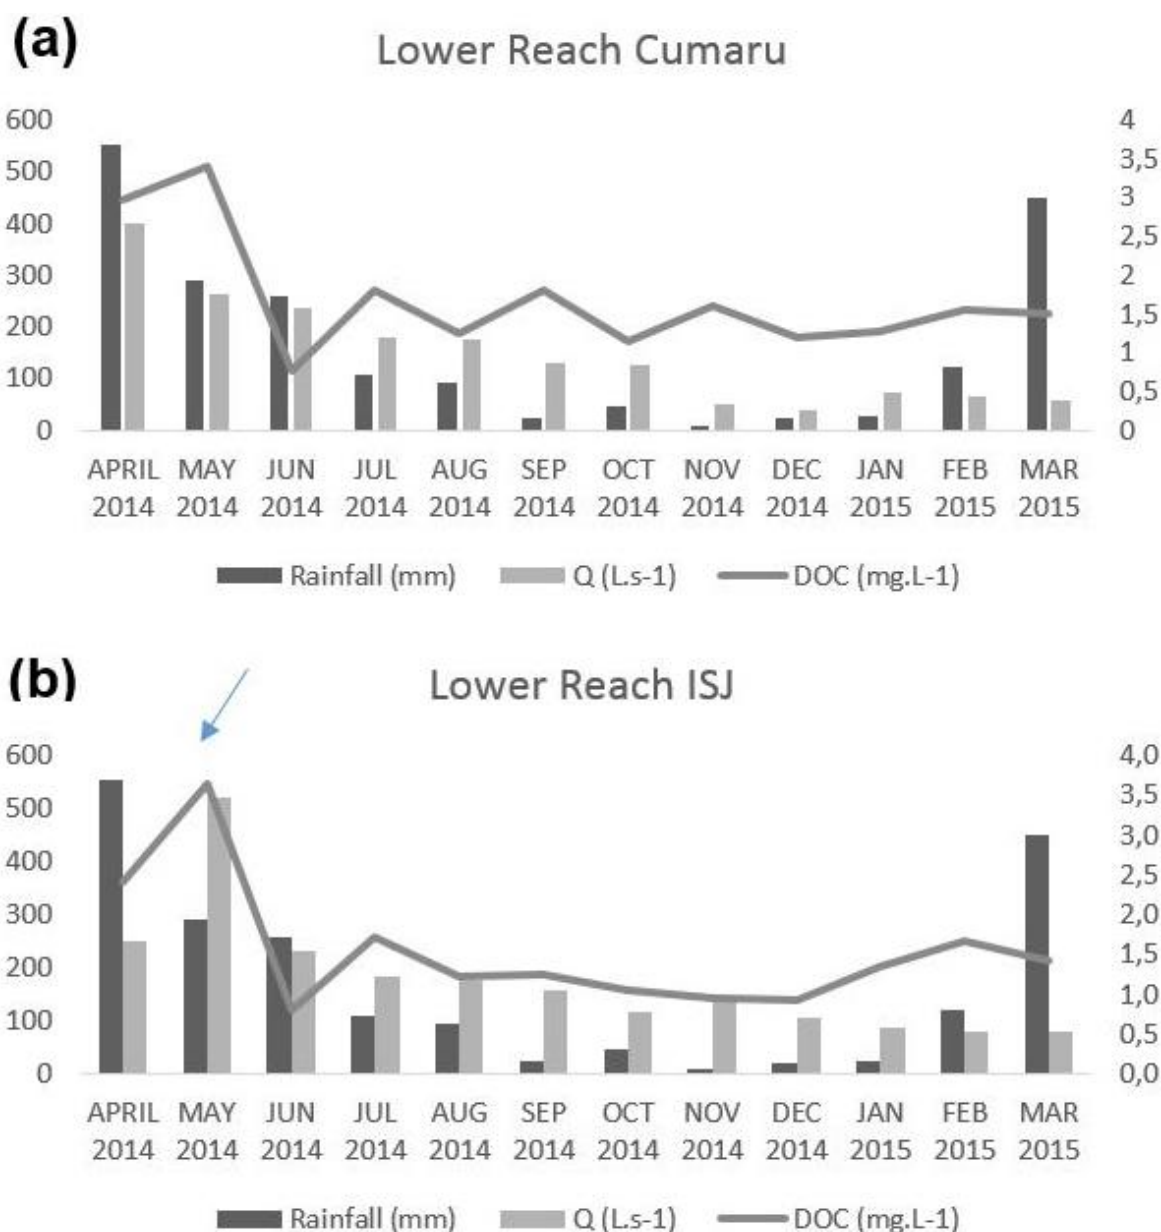 (a)
Lower Reach Cumaru
600
500
400
300
200
100
0
4
3,5
3
2,5
2
1,5
1
0,5
0
APRIL 2014
MAY 2014
JUN 2014
JUL 2014
AUG 2014
SEP 2014
OCT 2014
NOV 2014
DEC 2014
JAN 2015
FEB 2015
MAR 2015
Rainfall (mm)
Q (L.s-1)
DOC (mg.L-1)
(b)
Lower Reach ISJ
600
500
400
300
200
100
0
4,0
3,5
3,0
2,5
2,0
1,5
1,0
0,5
0,0
APRIL 2014
MAY 2014
JUN 2014
JUL 2014
AUG 2014
SEP 2014
OCT 2014
NOV 2014
DEC 2014
JAN 2015
FEB 2015
MAR 2015
Rainfall (mm)
Q (L.s-1)
DOC (mg.L-1)